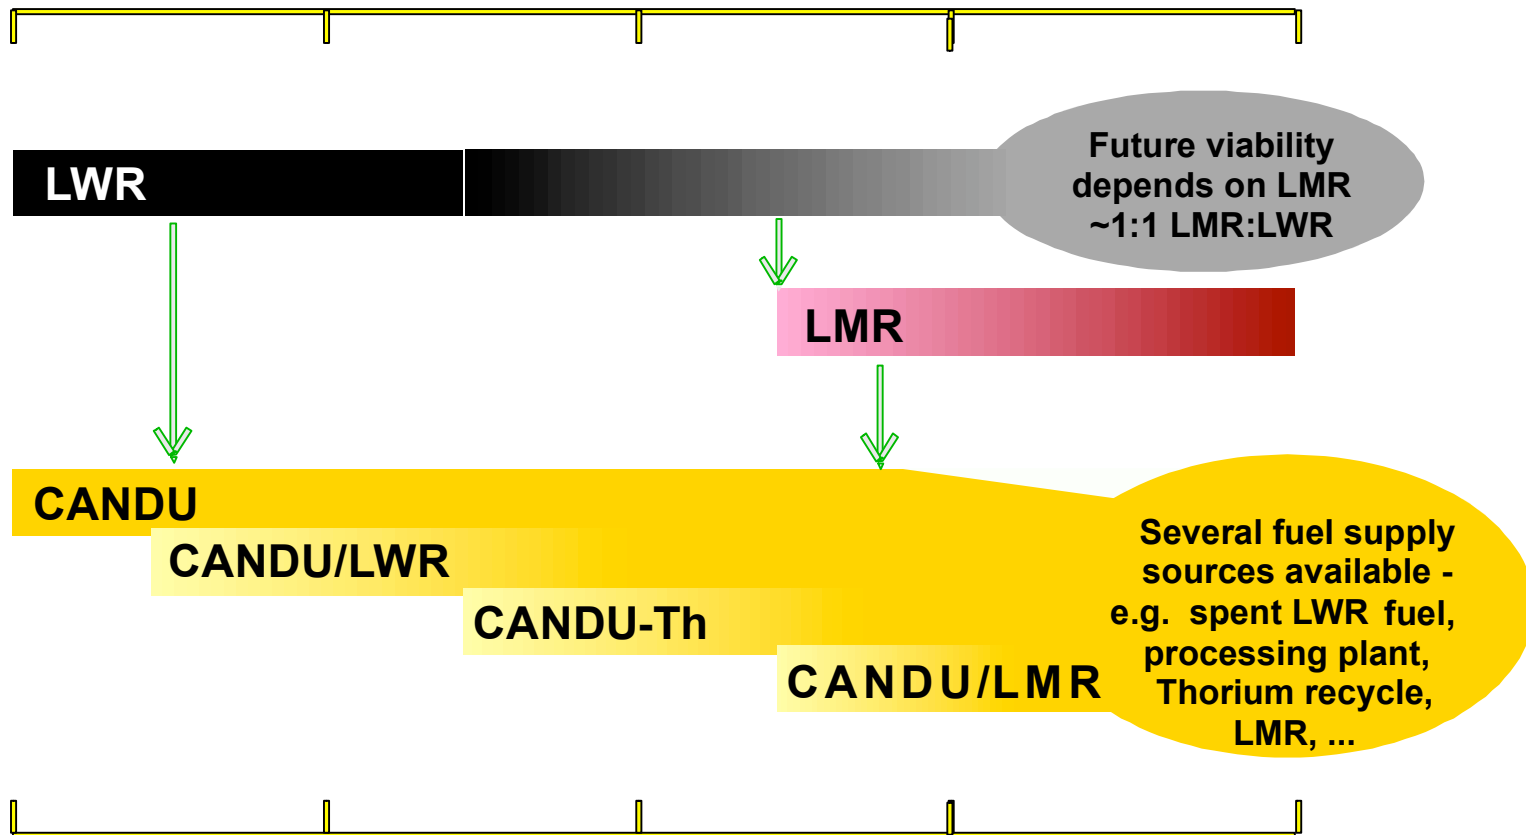 LWR
Future viability
depends on LMR
~1:1 LMR:LWR
LMR
CANDU
CANDU/LWR
CANDU-Th
CANDU/LMR
Several fuel supply
sources available -
e.g. spent LWR fuel,
processing plant,
Thorium recycle,
LMR, ...